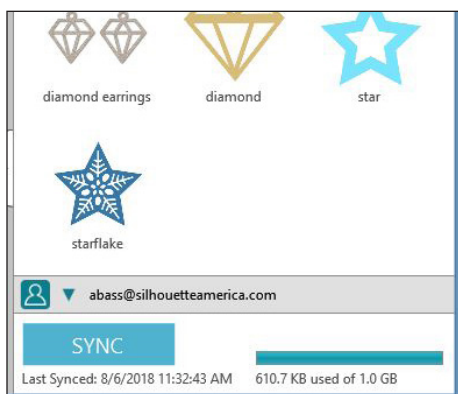 diamond earrings diamond star
starflake
abass@silhouetteamerica.com
SYNC
Last Synced: 8/6/2018 11:32:43 AM 610.7 KB used of 1.0 GB